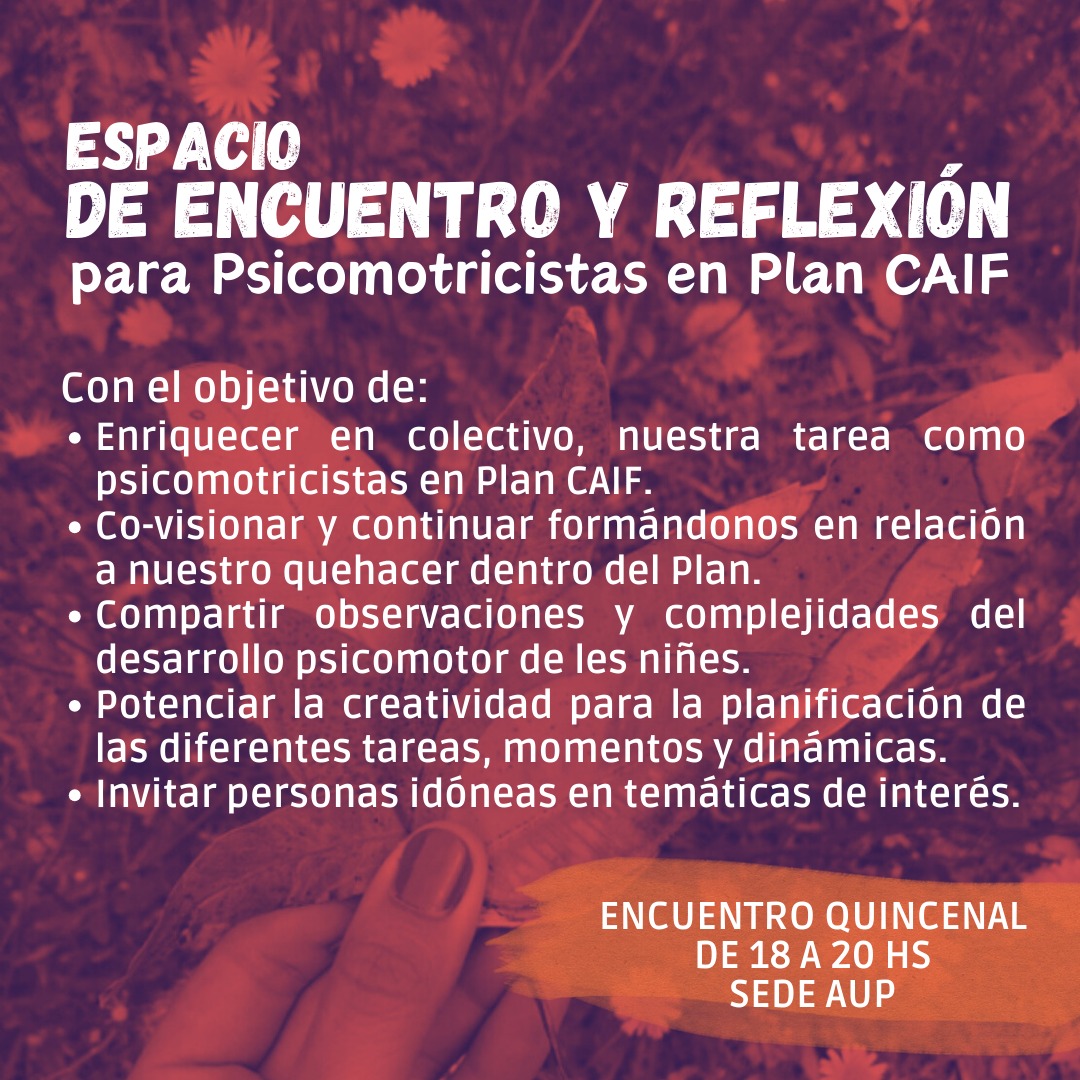 ESPACIO
DE ENCUENTRO Y REFLEXIÓN
para Psicomotricistas en Plan CAIF
Con el objetivo de:
• Enriquecer en colectivo, nuestra tarea como
psicomotricistas en Plan CAIF.
• Co-visionar y continuar formándonos en relación
a nuestro quehacer dentro del Plan.
• Compartir observaciones y complejidades del
desarrollo psicomotor de les niñes.
• Potenciar la creatividad para la planificación de
las diferentes tareas, momentos y dinámicas.
• Invitar personas idóneas en temáticas de interés.
ENCUENTRO QUINCENAL
DE 18 A 20 HS
SEDE AUP